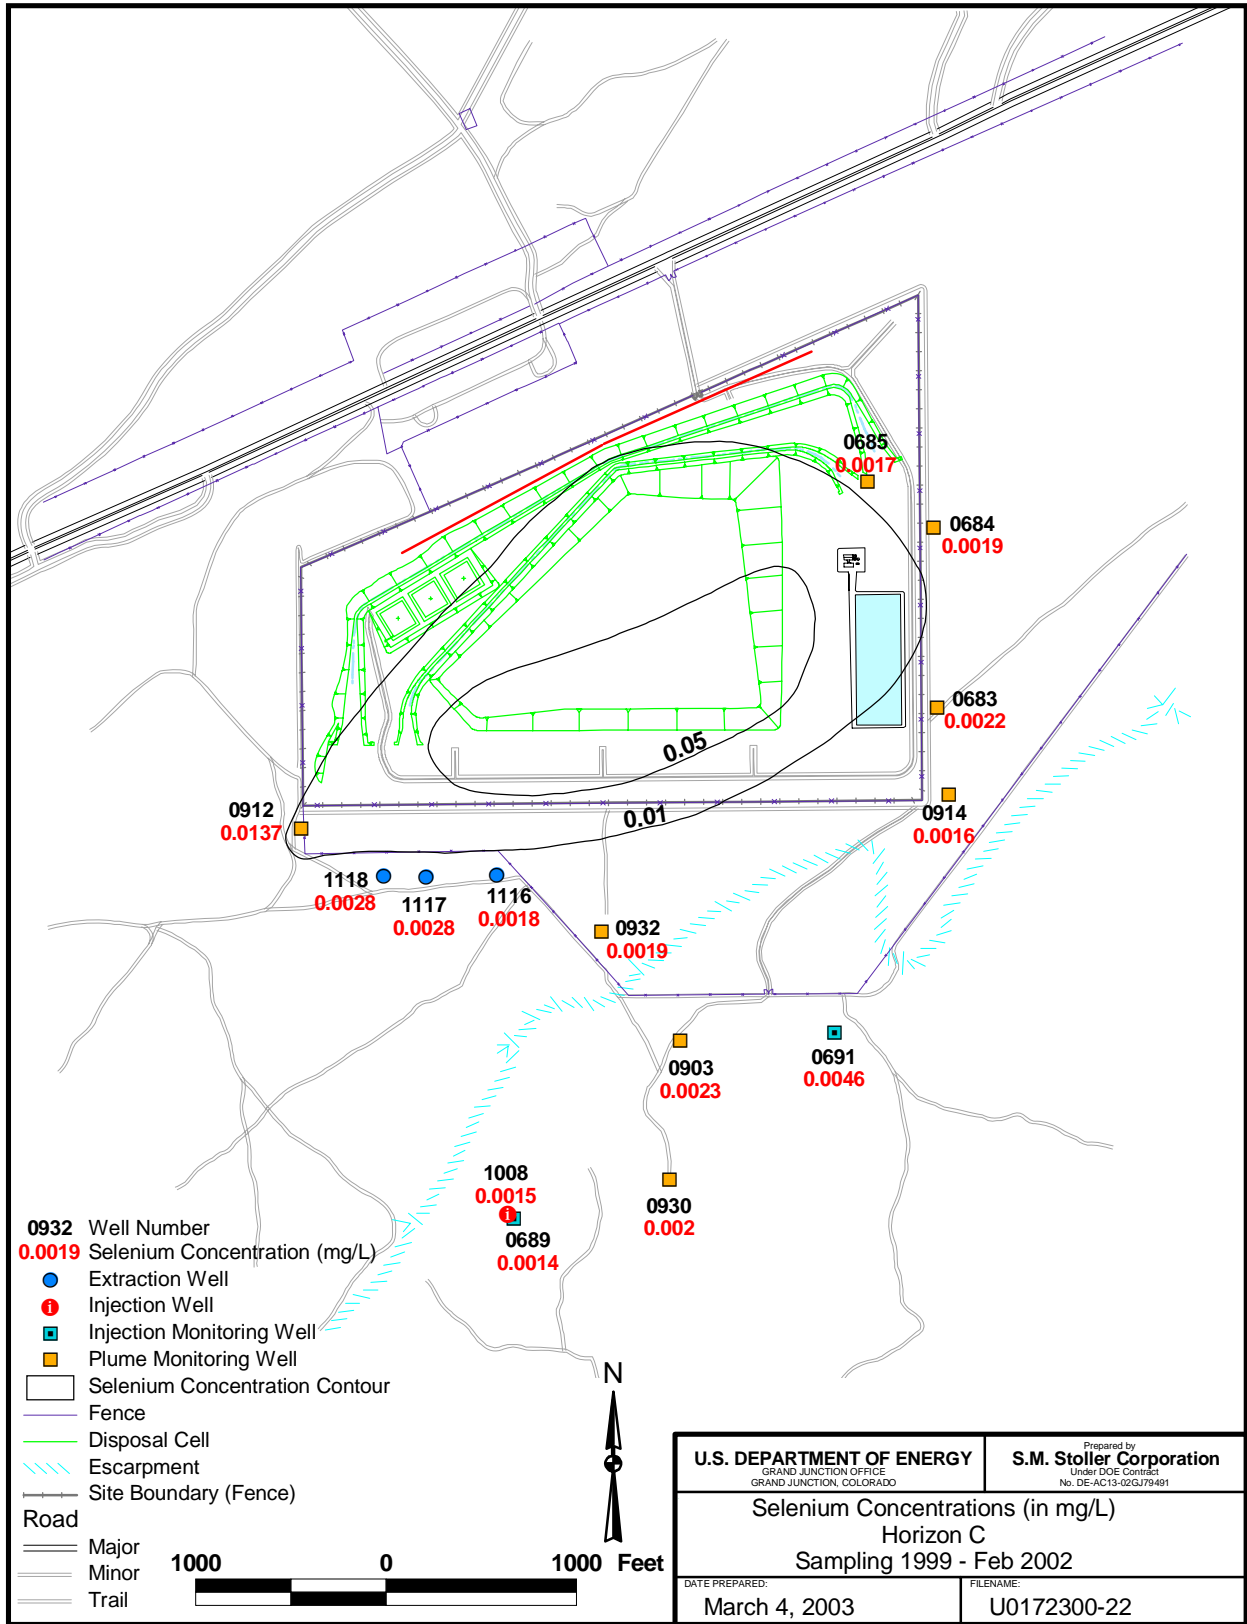 0685
0.0017
0684
0.0019
0683
0.0022
0.05
0.01
0914
0.0016
0912
0.0137
1118
0.0028
1117
0.0028
1116
0.0018
0932
0.0019
0903
0.0023
0691
0.0046
1008
0.0015
i
0689
0.0014
0930
0.002
0932 Well Number
0.0019 Selenium Concentration (mg/L)
Extraction Well
i Injection Well
Injection Monitoring Well
Plume Monitoring Well
Selenium Concentration Contour
Fence
Disposal Cell
Escarpment
Site Boundary (Fence)
Road
Major
Minor
Trail
1000 0 1000 Feet
N
U.S. DEPARTMENT OF ENERGY
GRAND JUNCTION OFFICE
GRAND JUNCTION, COLORADO
Prepared by
S.M. Stoller Corporation
Under DOE Contract
No. DE-AC13-02GJ79491
Selenium Concentrations (in mg/L)
Horizon C
Sampling 1999 - Feb 2002
DATE PREPARED:
March 4, 2003
FILENAME:
U0172300-22